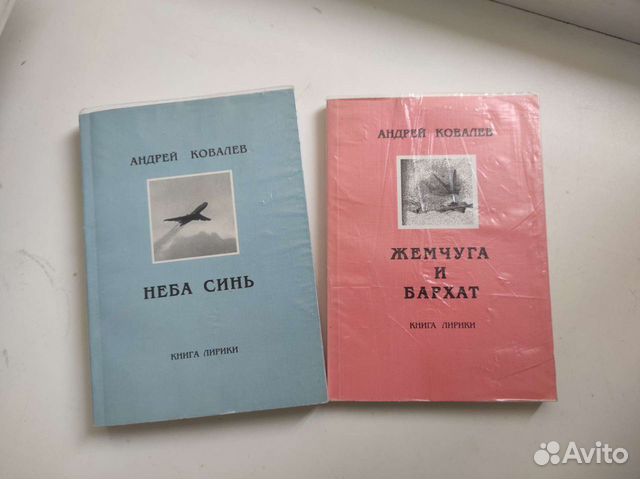 АНДРЕЙ КОВАЛЕВ
НЕБА СИНЬ
КНИГА ЛИРИКИ
АНДРЕЙ КОВАЛЕВ
ЖЕМЧУГА
И
БАРХАТ
КНИГА ЛИРИКИ
Avito